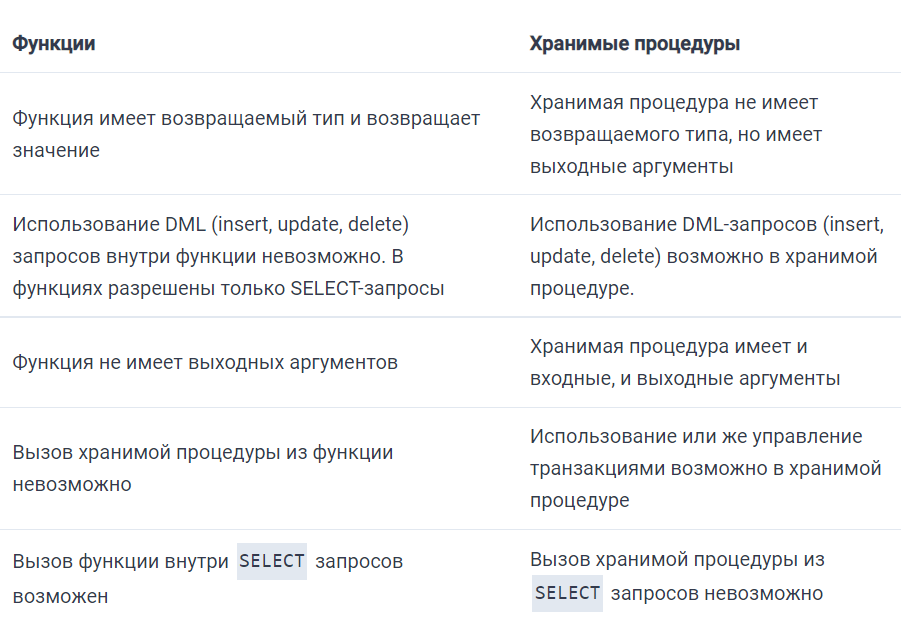 Функции
Хранимые процедуры
Функция имеет возвращаемый тип и возвращает
значение
Хранимая процедура не имеет
возвращаемого типа, но имеет
выходные аргументы
Использование DML (insert, update, delete)
запросов внутри функции невозможно. В
функциях разрешены только SELECT-запросы
Использование DML-запросов (insert,
update, delete) возможно в хранимой
процедуре.
Функция не имеет выходных аргументов
Хранимая процедура имеет и
входные, и выходные аргументы
Вызов хранимой процедуры из функции
невозможно
Использование или же управление
транзакциями возможно в хранимой
процедуре
Вызов функции внутри SELECT запросов
возможен
Вызов хранимой процедуры из
SELECT запросов невозможно